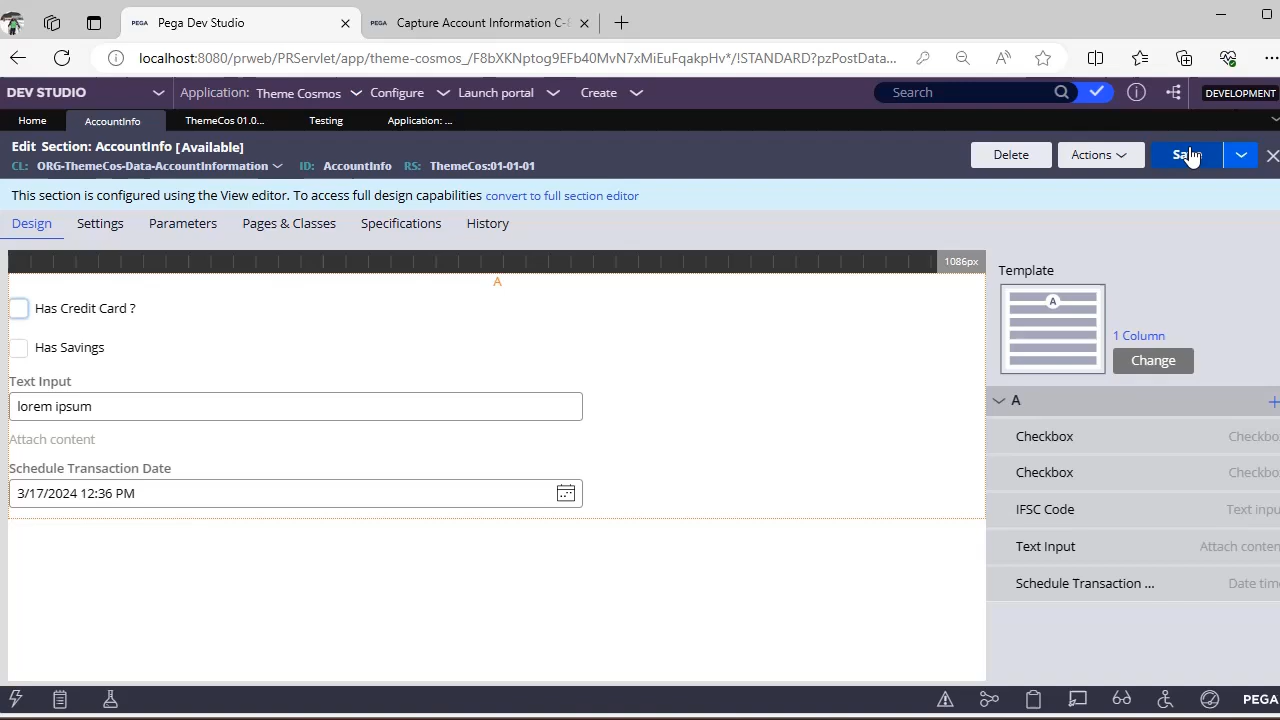 PEGA Pega Dev Studio
PEGA Capture Account Information C-
localhost:8080/prweb/PRServlet/app/theme-cosmos_/F8bXKNptog9EFb40MvN7xMiEuFqakpHv*/!STANDARD?pzPostData...
DEV STUDIO Application: Theme Cosmos Configure Launch portal Create Search DEVELOPMENT
Home AccountInfo ThemeCos 01.0... Testing Application: ...
Edit Section: AccountInfo [Available]
CL: ORG-ThemeCos-Data-AccountInformation ID: AccountInfo RS: ThemeCos:01-01-01
Delete Actions
This section is configured using the View editor. To access full design capabilities convert to full section editor
Design Settings Parameters Pages & Classes Specifications History
1086px
A
Has Credit Card ?
Has Savings
Text Input
lorem ipsum
Attach content
Schedule Transaction Date
3/17/2024 12:36 PM
Template
A
1 Column
Change
A
Checkbox Checkbo
Checkbox Checkbo
IFSC Code Text inpu
Text Input Attach conten
Schedule Transaction ... Date tim
PEGA